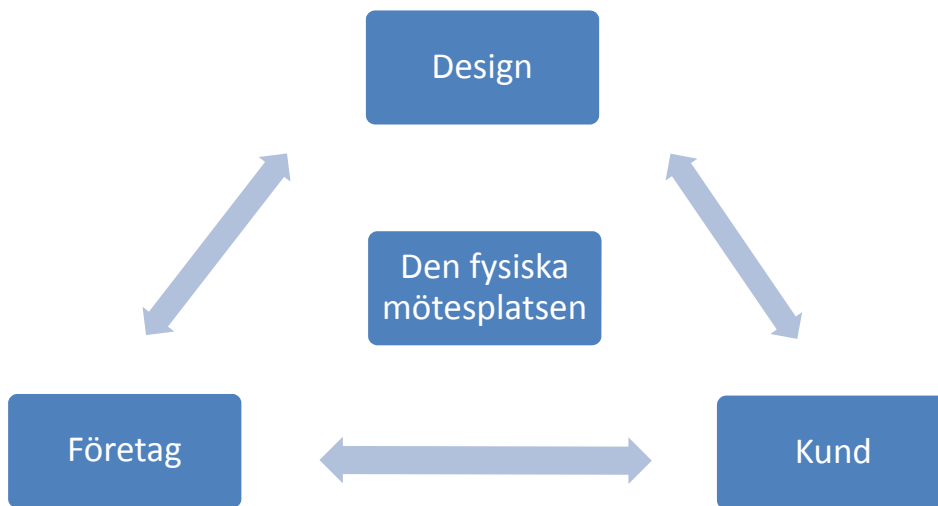 Design
Den fysiska
mötesplatsen
Företag
Kund